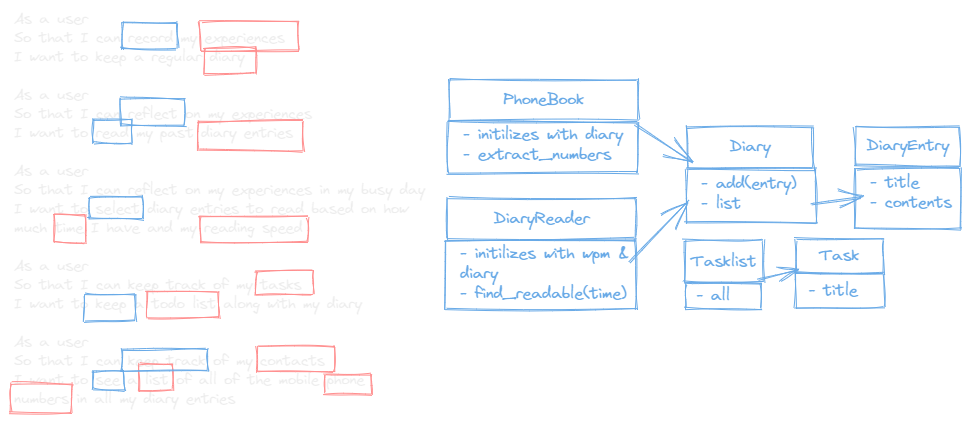 As a user
So that I can record my experiences
I want to keep a regular diary
As a user
So that I can reflect on my experiences
I want to read my past diary entries
As a user
So that I can reflect on my experiences in my busy day
I want to select diary entries to read based on how
much time I have and my reading speed
As a user
So that I can keep track of my tasks
I want to keep a todo list along with my diary
As a user
So that I can keep track of my contacts
I want to see a list of all of the mobile phone
numbers in all my diary entries
PhoneBook
- initilizes with diary
- extract_numbers
DiaryReader
- initilizes with wpm &
diary
- find_readable(time)
Diary
- add(entry)
- list
DiaryEntry
- title
- contents
Tasklist
- all
Task
- title